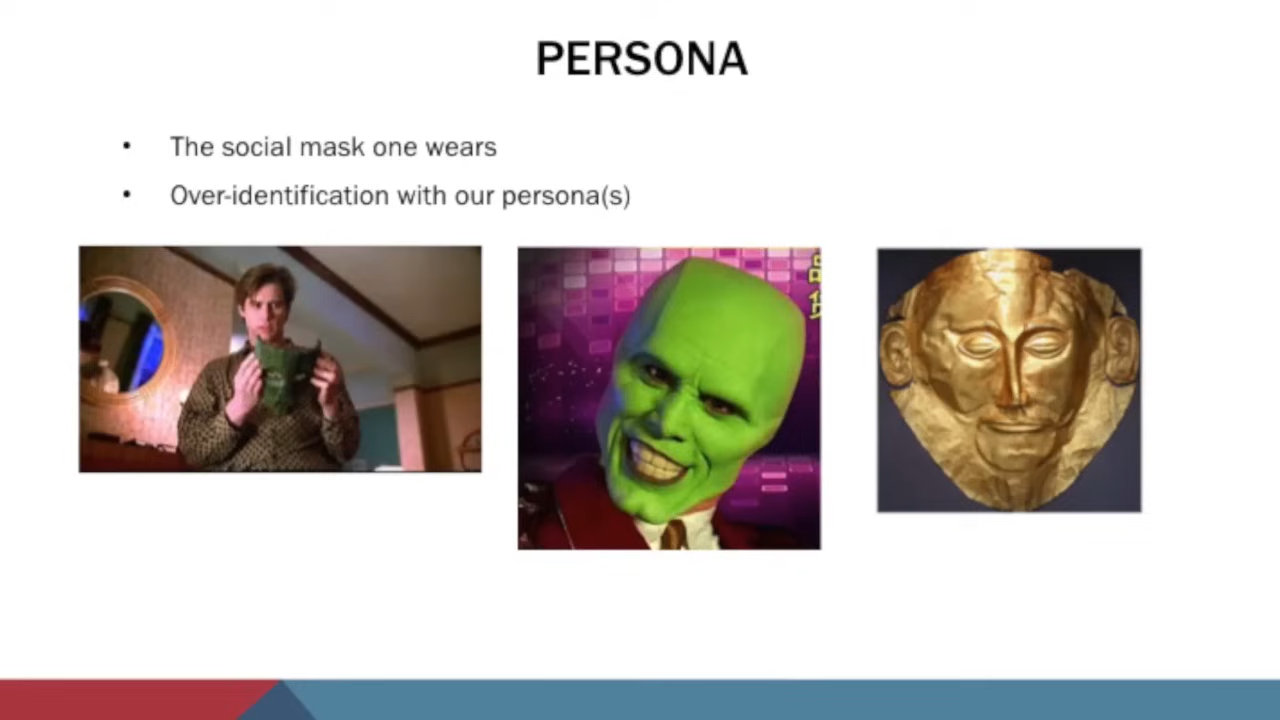 PERSONA
• The social mask one wears
• Over-identification with our persona(s)